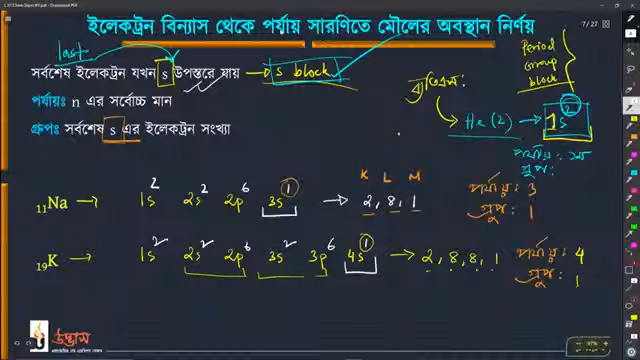 ইলেকট্রন বিন্যাস থেকে পর্যায় সারণিতে মৌলের অবস্থান নির্ণয়
7 / 27
last
সর্বশেষ ইলেকট্রন যখন s উপস্তরে যায় → s block
পর্যায়ঃ n এর সর্বোচ্চ মান
গ্রুপঃ সর্বশেষ s এর ইলেকট্রন সংখ্যা
Period
Group
block
ব্যতিক্রম:
He (2) → 1s²
পর্যায়: ১ম
গ্রুপ:
K L M
₁₁Na → 1s² 2s² 2p⁶ 3s¹ → 2, 8, 1
পর্যায়: 3
গ্রুপ: 1
₁₉K → 1s² 2s² 2p⁶ 3s² 3p⁶ 4s¹ → 2, 8, 8, 1
পর্যায়: 4
গ্রুপ: 1
উদ্ভাস